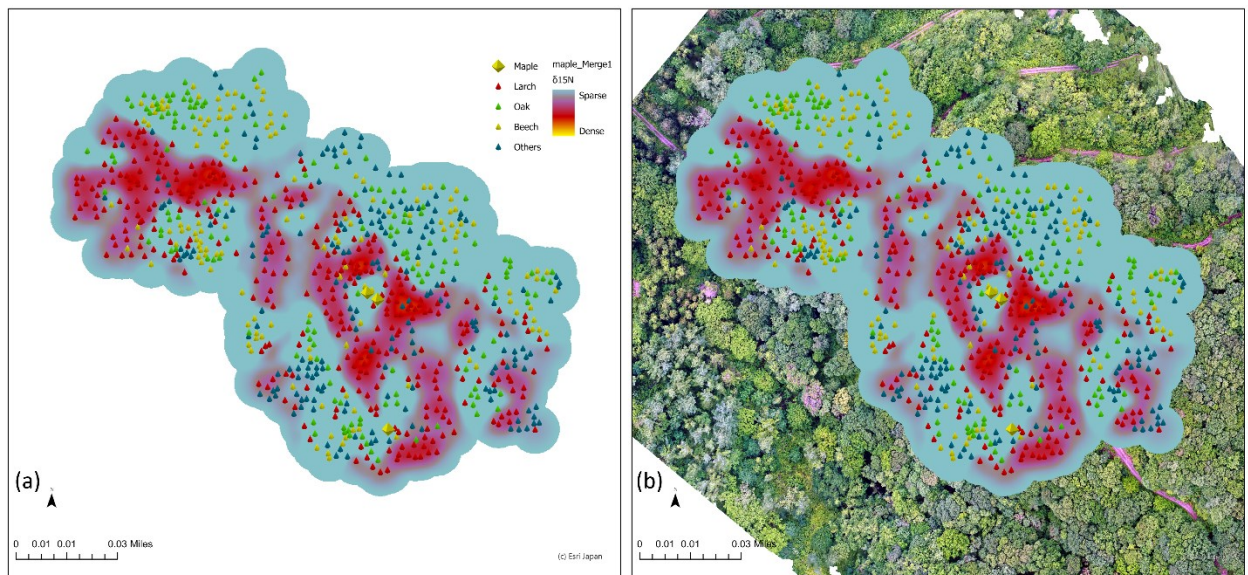 Maple
Larch
Oak
Beech
Others
maple_Merge1
δ15N
Sparse
Dense
(a)
0 0.01 0.01 0.03 Miles
(c) Esri Japan
(b)
0 0.01 0.01 0.03 Miles